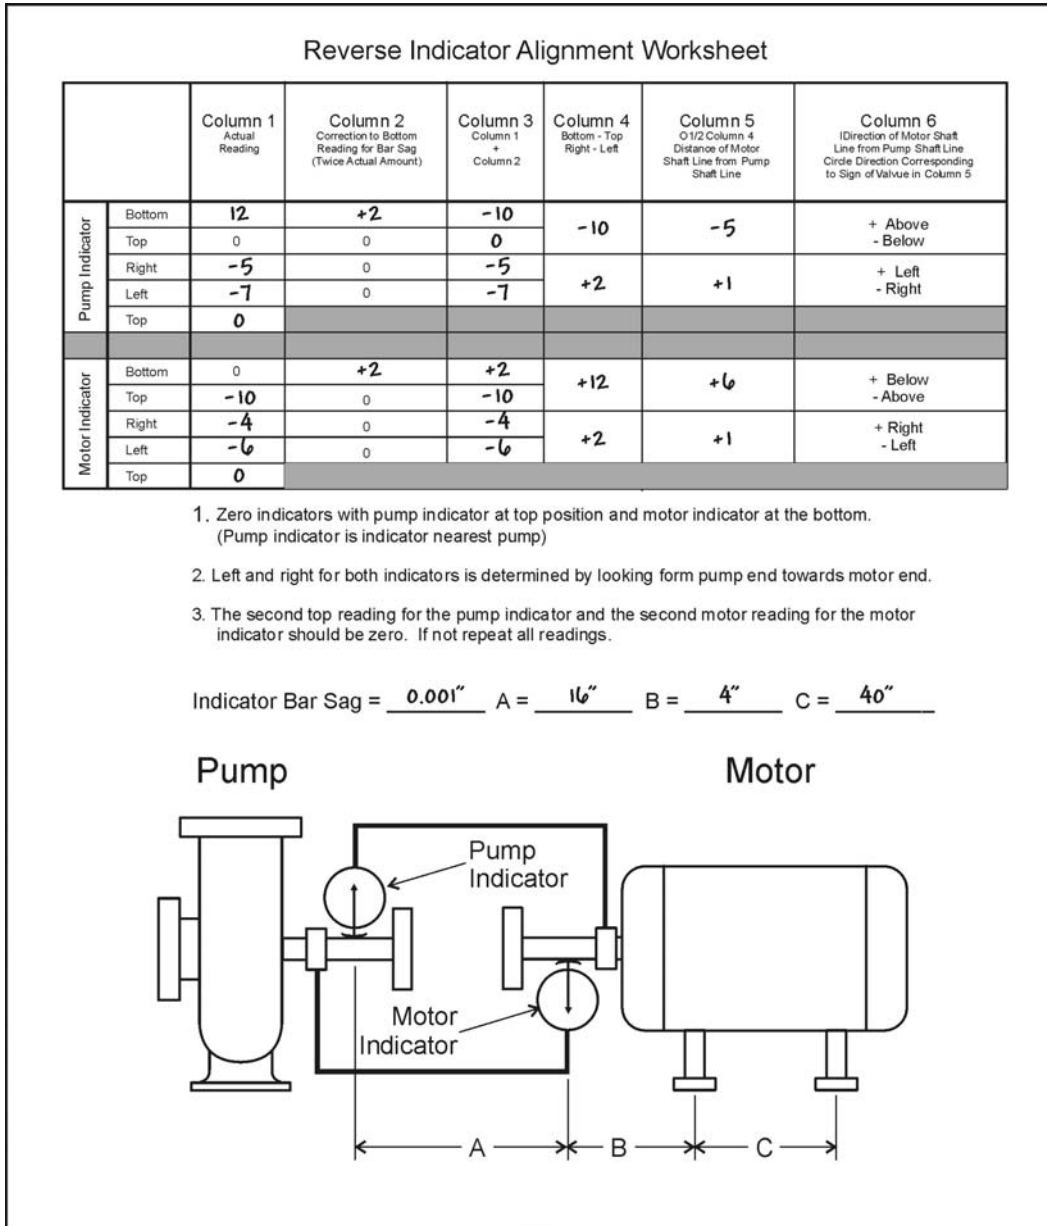 Reverse Indicator Alignment Worksheet
Column 1
Actual
Reading
Column 2
Correction to Bottom
Reading for Bar Sag
(Twice Actual Amount)
Column 3
Column 1
+
Column 2
Column 4
Bottom - Top
Right - Left
Column 5
O1/2 Column 4
Distance of Motor
Shaft Line from Pump
Shaft Line
Column 6
IDirection of Motor Shaft
Line from Pump Shaft Line
Circle Direction Corresponding
to Sign of Valvue in Column 5
Pump Indicator
Bottom 12 +2 -10
Top 0 0 0
-10 -5
+ Above
- Below
Right -5 0 -5
Left -7 0 -7
+2 +1
+ Left
- Right
Top 0
Motor Indicator
Bottom 0 +2 +2
Top -10 0 -10
+12 +6
+ Below
- Above
Right -4 0 -4
Left -6 0 -6
+2 +1
+ Right
- Left
Top 0
1. Zero indicators with pump indicator at top position and motor indicator at the bottom.
(Pump indicator is indicator nearest pump)
2. Left and right for both indicators is determined by looking form pump end towards motor end.
3. The second top reading for the pump indicator and the second motor reading for the motor
indicator should be zero. If not repeat all readings.
Indicator Bar Sag = 0.001" A = 16" B = 4" C = 40"
Pump Motor
Pump
Indicator
Motor
Indicator
A B C